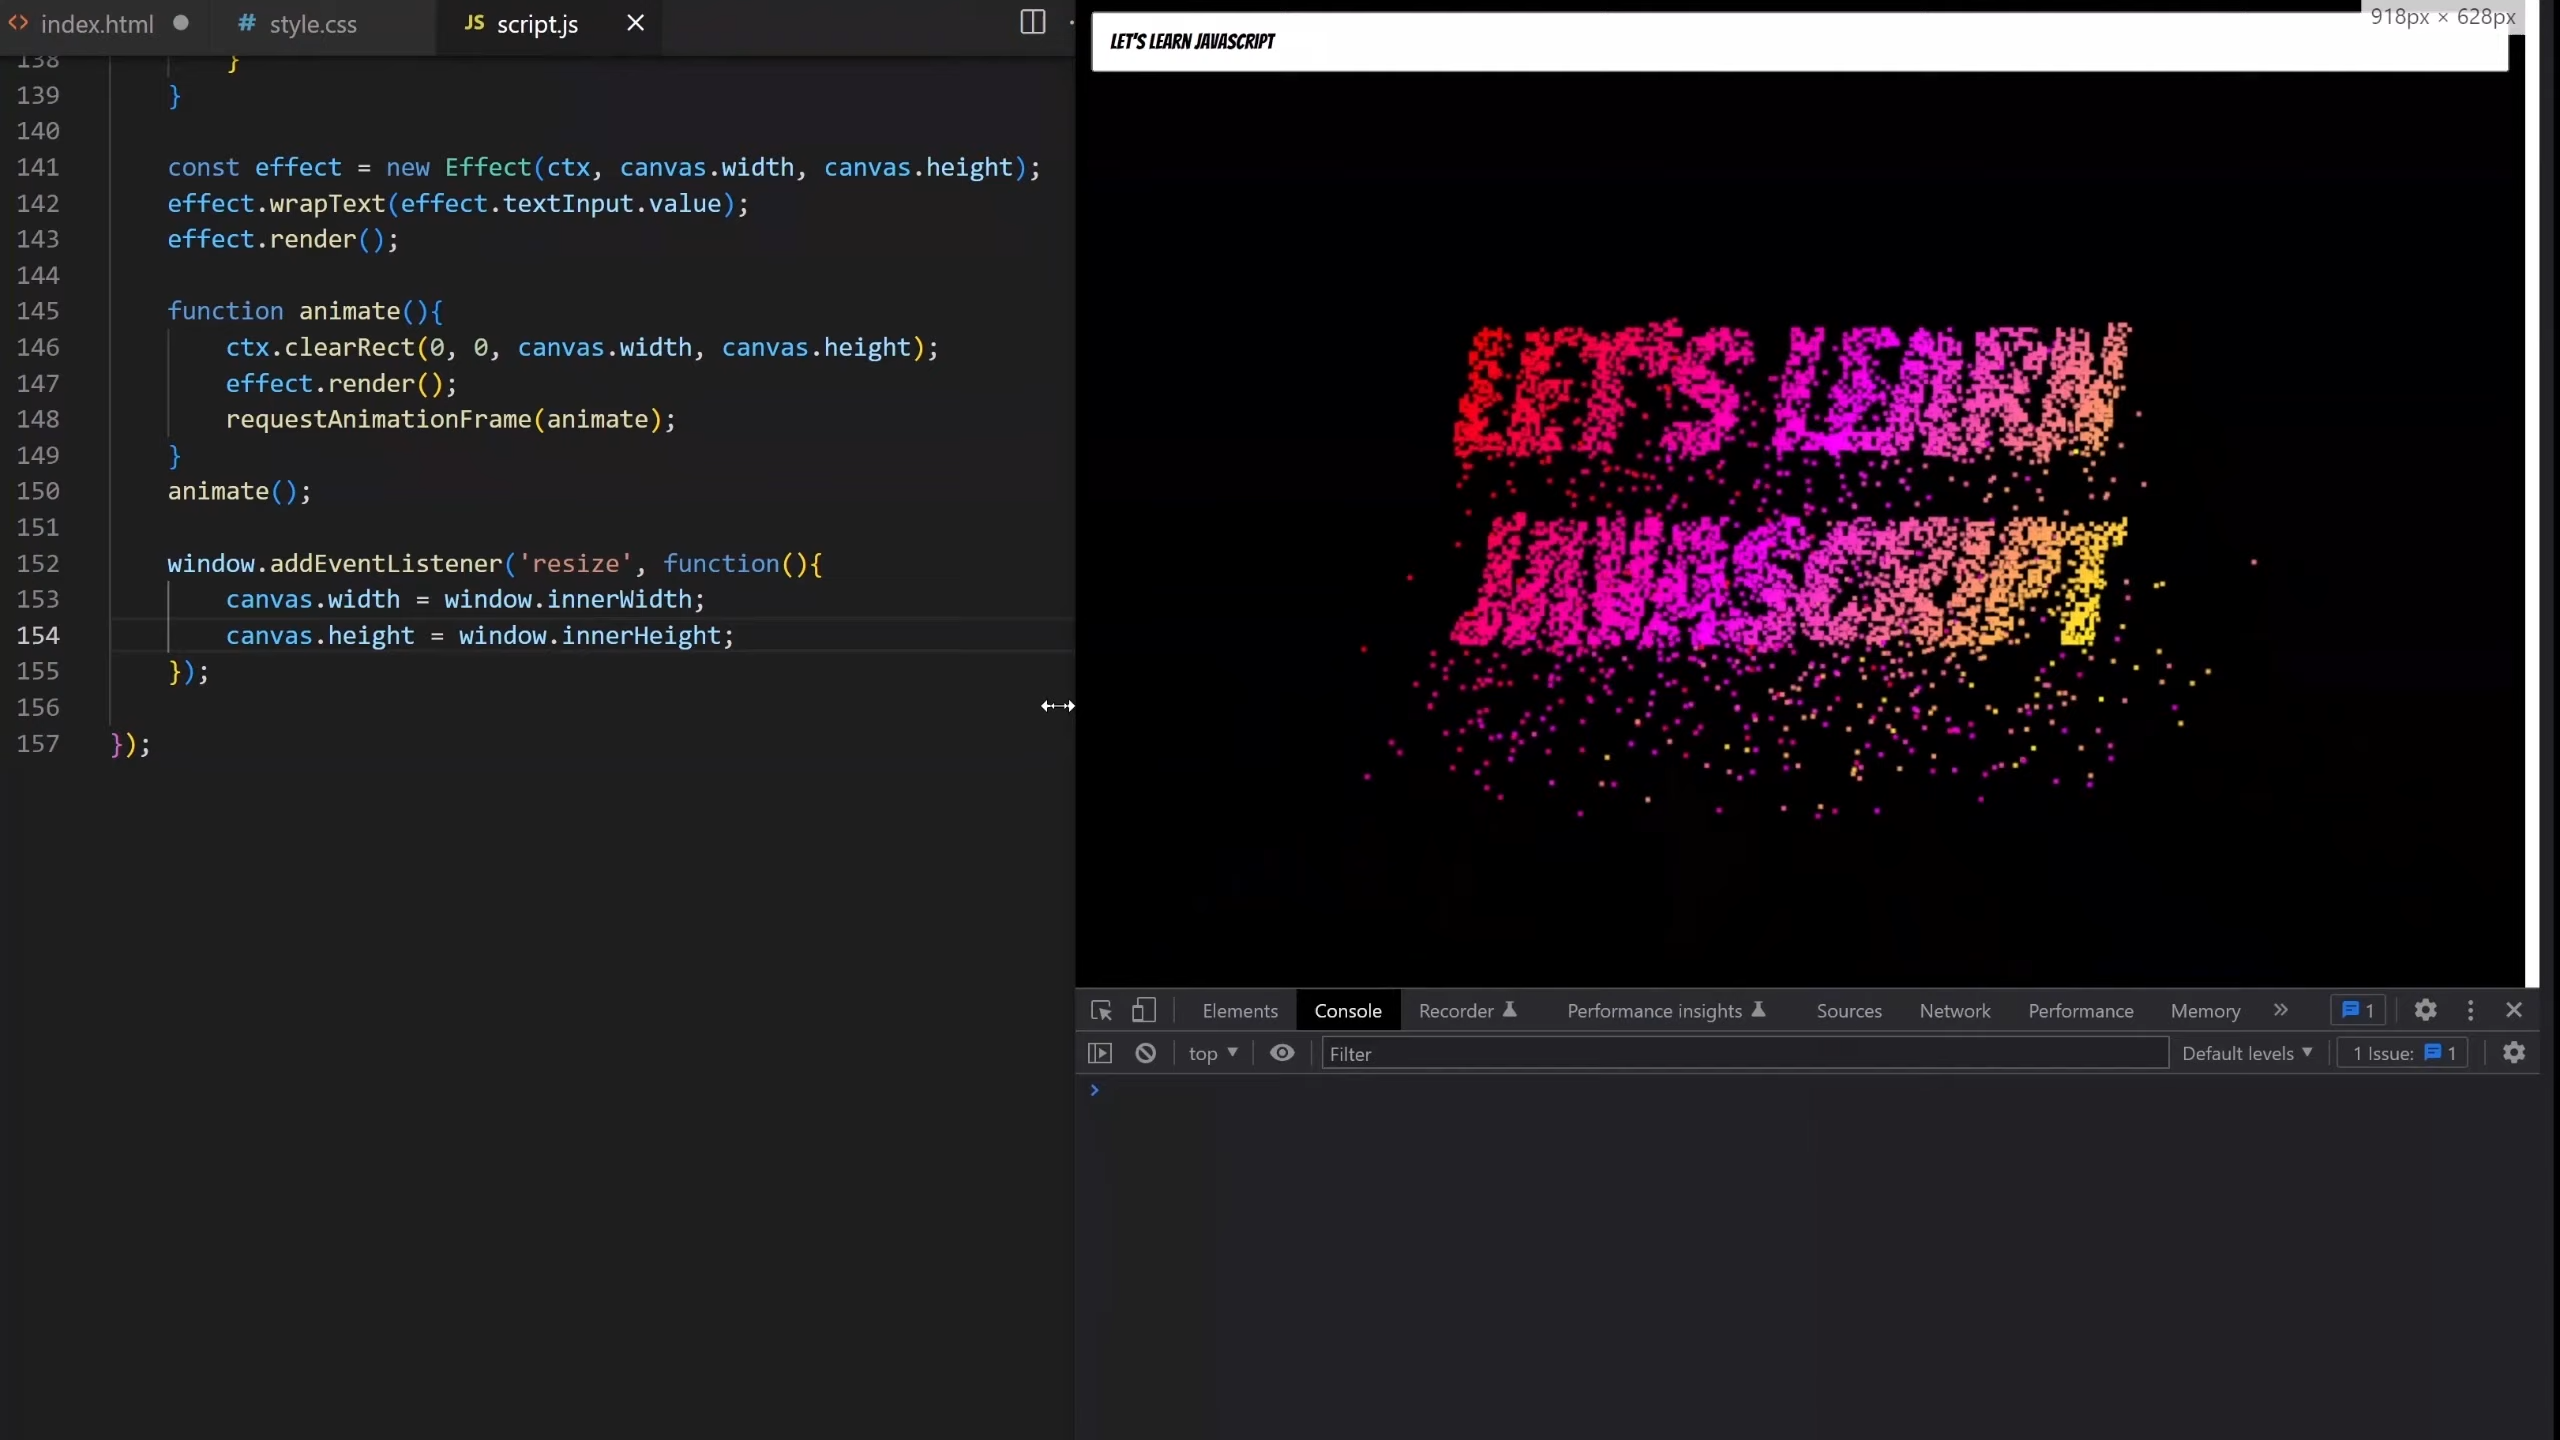 index.html
# style.css
JS script.js
138 }
139 }
140
141 const effect = new Effect(ctx, canvas.width, canvas.height);
142 effect.wrapText(effect.textInput.value);
143 effect.render();
144
145 function animate(){
146 ctx.clearRect(0, 0, canvas.width, canvas.height);
147 effect.render();
148 requestAnimationFrame(animate);
149 }
150 animate();
151
152 window.addEventListener('resize', function(){
153 canvas.width = window.innerWidth;
154 canvas.height = window.innerHeight;
155 });
156
157 });
918px × 628px
LET'S LEARN JAVASCRIPT
LET'S LEARN
JAVASCRIPT
Elements Console Recorder Performance insights Sources Network Performance Memory » 1
top Filter Default levels 1 Issue: 1